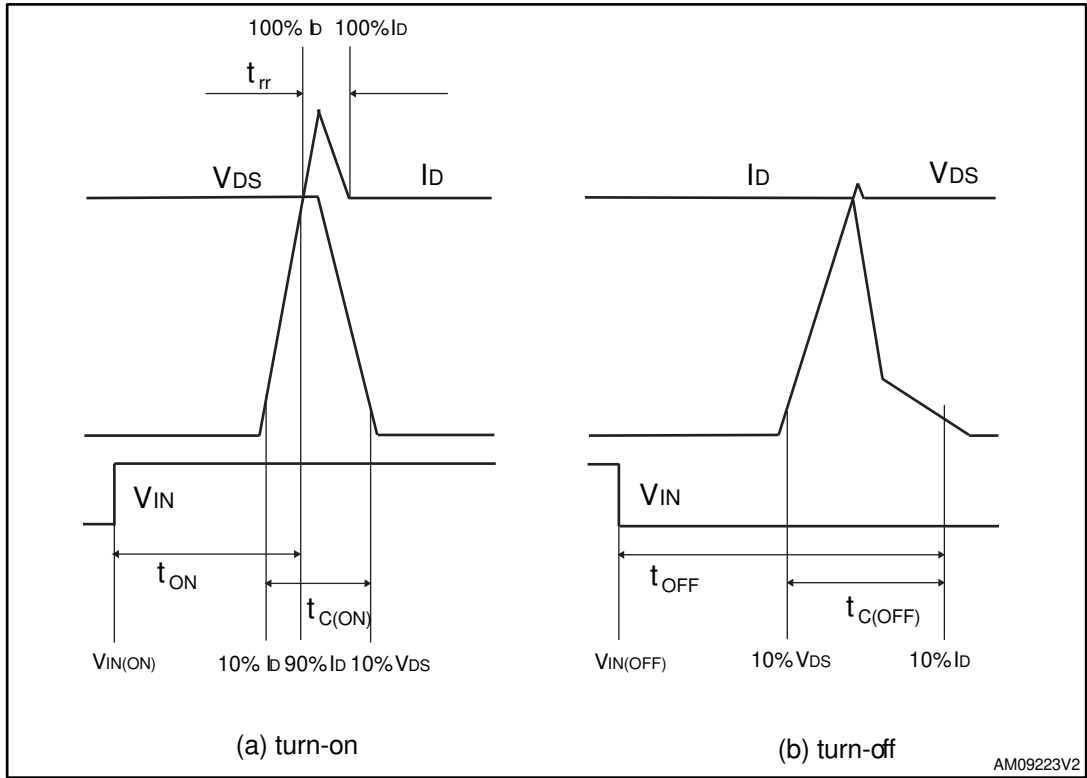 100% ID 100% ID
trr
VDS ID
VIN
tON
tC(ON)
VIN(ON) 10% ID 90% ID 10% VDS
(a) turn-on
ID VDS
VIN
tOFF
tC(OFF)
VIN(OFF) 10% VDS 10% ID
(b) turn-off
AM09223V2